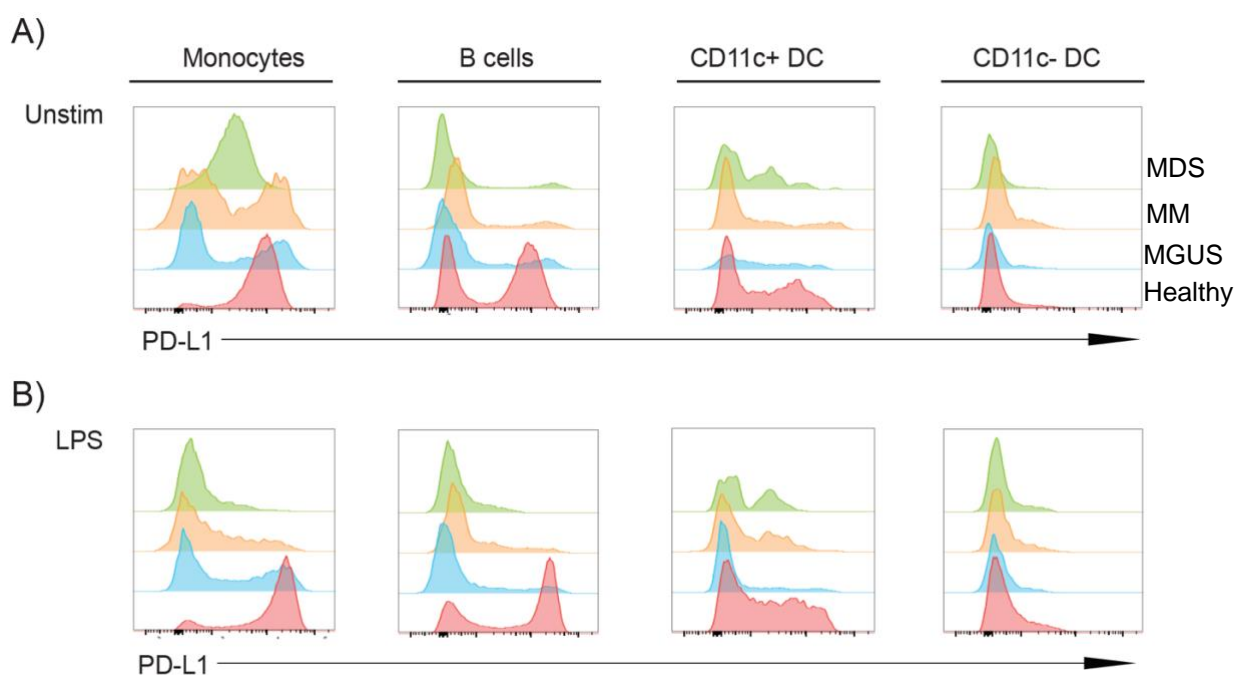 A)
Monocytes B cells CD11c+ DC CD11c- DC
Unstim
MDS
MM
MGUS
Healthy
PD-L1
B)
LPS
PD-L1